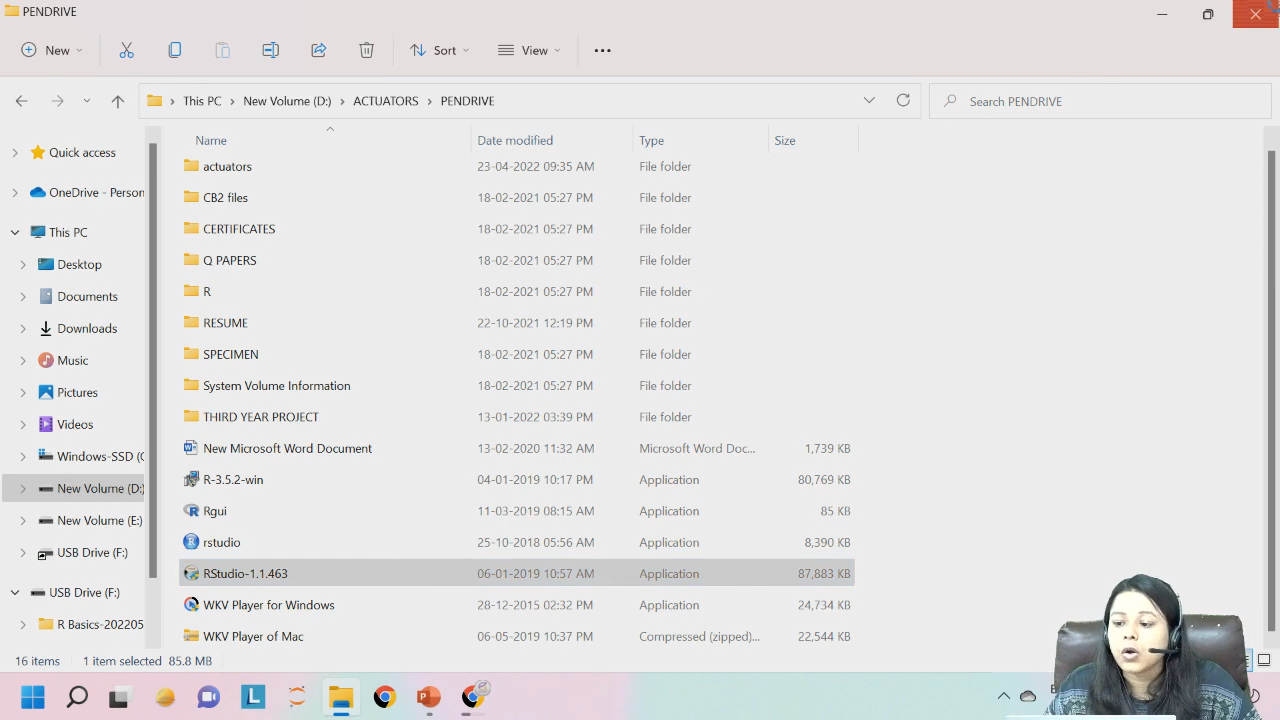 PENDRIVE
New
Sort
View
This PC
New Volume (D:)
ACTUATORS
PENDRIVE
Search PENDRIVE
Name
Date modified
Type
Size
Quick access
OneDrive - Person
This PC
Desktop
Documents
Downloads
Music
Pictures
Videos
Windows-SSD (C
New Volume (D:)
New Volume (E:)
USB Drive (F:)
USB Drive (F:)
R Basics-202205
actuators 23-04-2022 09:35 AM File folder
CB2 files 18-02-2021 05:27 PM File folder
CERTIFICATES 18-02-2021 05:27 PM File folder
Q PAPERS 18-02-2021 05:27 PM File folder
R 18-02-2021 05:27 PM File folder
RESUME 22-10-2021 12:19 PM File folder
SPECIMEN 18-02-2021 05:27 PM File folder
System Volume Information 18-02-2021 05:27 PM File folder
THIRD YEAR PROJECT 13-01-2022 03:39 PM File folder
New Microsoft Word Document 13-02-2020 11:32 AM Microsoft Word Doc... 1,739 KB
R-3.5.2-win 04-01-2019 10:17 PM Application 80,769 KB
Rgui 11-03-2019 08:15 AM Application 85 KB
rstudio 25-10-2018 05:56 AM Application 8,390 KB
RStudio-1.1.463 06-01-2019 10:57 AM Application 87,883 KB
WKV Player for Windows 28-12-2015 02:32 PM Application 24,734 KB
WKV Player of Mac 06-05-2019 10:37 PM Compressed (zipped)... 22,544 KB
16 items 1 item selected 85.8 MB
L